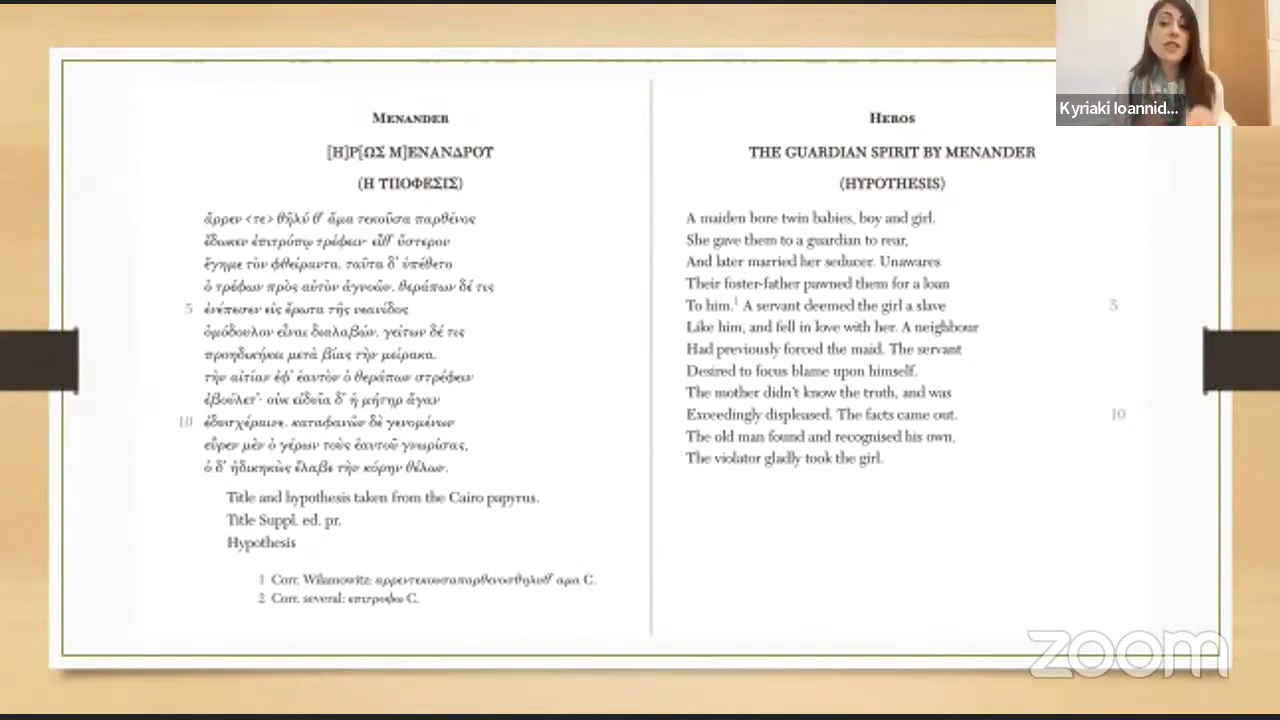 MENANDER
[Η]Ρ[ΩΣ Μ]ΕΝΑΝΔΡΟΥ
(Η ΥΠΟΘΕΣΙΣ)
ἄρρεν <τε> θῆλύ θ' ἅμα τεκοῦσα παρθένος
ἔδωκεν ἐπιτρόπῳ τρέφειν· εἶθ' ὕστερον
ἔγημε τὸν φθείραντα. ταῦτα δ' ὑπέθετο
ὁ τρέφων πρὸς αὐτὸν ἀγνοῶν. θεράπων δέ τις
5 ἐνέπεσεν εἰς ἔρωτα τῆς νεανίδος
ὁμόδουλον εἶναι διαλαβών. γείτων δέ τις
προηδικήκει μετὰ βίας τὴν μείρακα.
τὴν αἰτίαν ἐφ' ἑαυτὸν ὁ θεράπων στρέφειν
ἐβούλετ'· οὐκ εἰδυῖα δ' ἡ μήτηρ ἄγαν
10 ἐδυσχέραινε. καταφανῶν δὲ γενομένων
εὗρεν μὲν ὁ γέρων τοὺς ἑαυτοῦ γνωρίσας,
ὁ δ' ἠδικηκὼς ἔλαβε τὴν κόρην θέλων.
Title and hypothesis taken from the Cairo papyrus.
Title Suppl. ed. pr.
Hypothesis
1 Corr. Wilamowitz: αρρεντεκουσαπαρθενοσθηλυθ' αμα C.
2 Corr. several: επιτροφω C.
HEROS
THE GUARDIAN SPIRIT BY MENANDER
(HYPOTHESIS)
A maiden bore twin babies, boy and girl.
She gave them to a guardian to rear,
And later married her seducer. Unawares
Their foster-father pawned them for a loan
To him.¹ A servant deemed the girl a slave 5
Like him, and fell in love with her. A neighbour
Had previously forced the maid. The servant
Desired to focus blame upon himself.
The mother didn't know the truth, and was
Exceedingly displeased. The facts came out. 10
The old man found and recognised his own,
The violator gladly took the girl.
Kyriaki Ioannid...
zoom